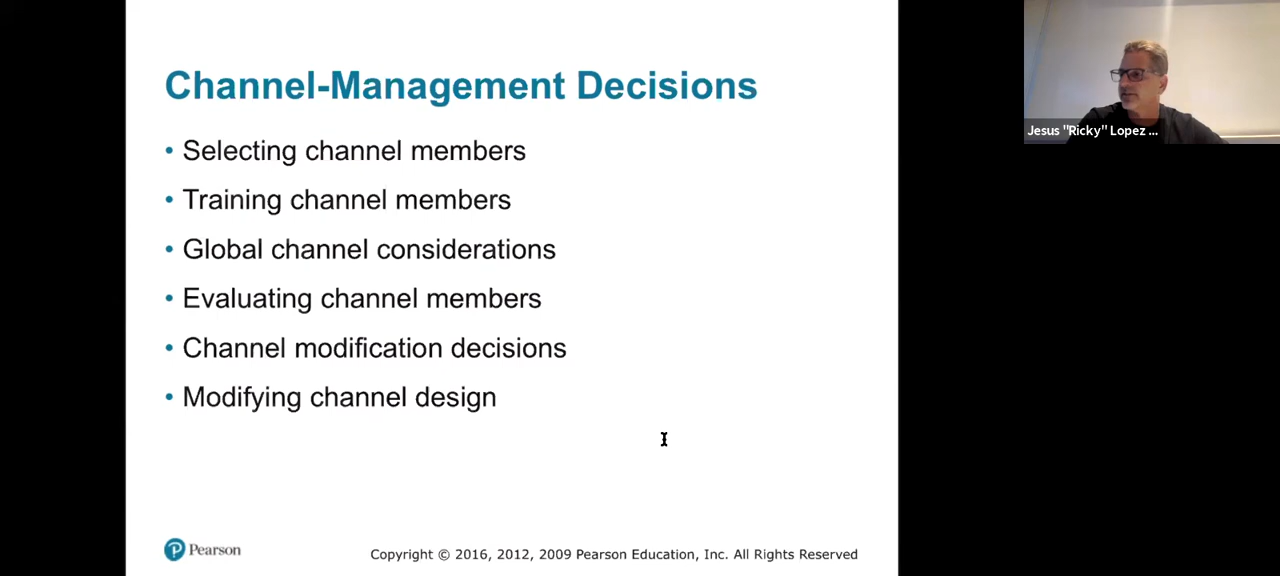 Channel-Management Decisions
• Selecting channel members
• Training channel members
• Global channel considerations
• Evaluating channel members
• Channel modification decisions
• Modifying channel design
Pearson
Copyright © 2016, 2012, 2009 Pearson Education, Inc. All Rights Reserved
Jesus "Ricky" Lopez ...